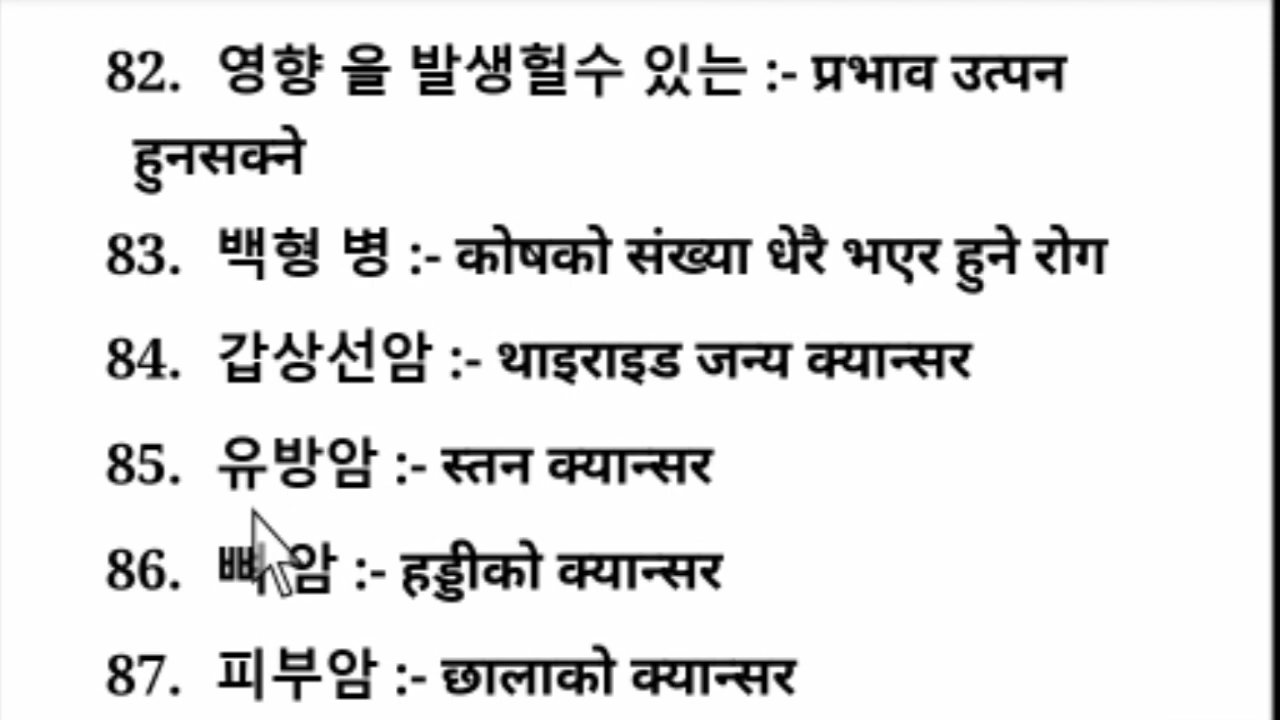 82. 영향 을 발생헐수 있는 :- प्रभाव उत्पन
हुनसक्ने
83. 백형 병 :- कोषको संख्या धेरै भएर हुने रोग
84. 갑상선암 :- थाइराइड जन्य क्यान्सर
85. 유방암 :- स्तन क्यान्सर
86. 암 :- हड्डीको क्यान्सर
87. 피부암 :- छालाको क्यान्सर